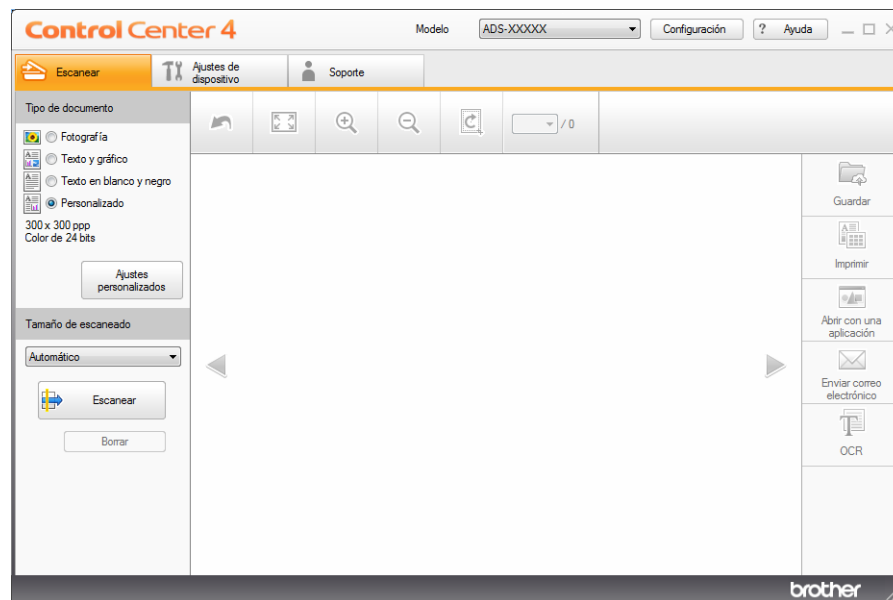 Control Center 4
Modelo
ADS-XXXXX
Configuración
? Ayuda
Escanear
Ajustes de
dispositivo
Soporte
Tipo de documento
/ 0
Fotografía
Texto y gráfico
Texto en blanco y negro
Personalizado
300 x 300 ppp
Color de 24 bits
Ajustes
personalizados
Tamaño de escaneado
Automático
Escanear
Borrar
Guardar
Imprimir
Abrir con una
aplicación
Enviar correo
electrónico
OCR
brother